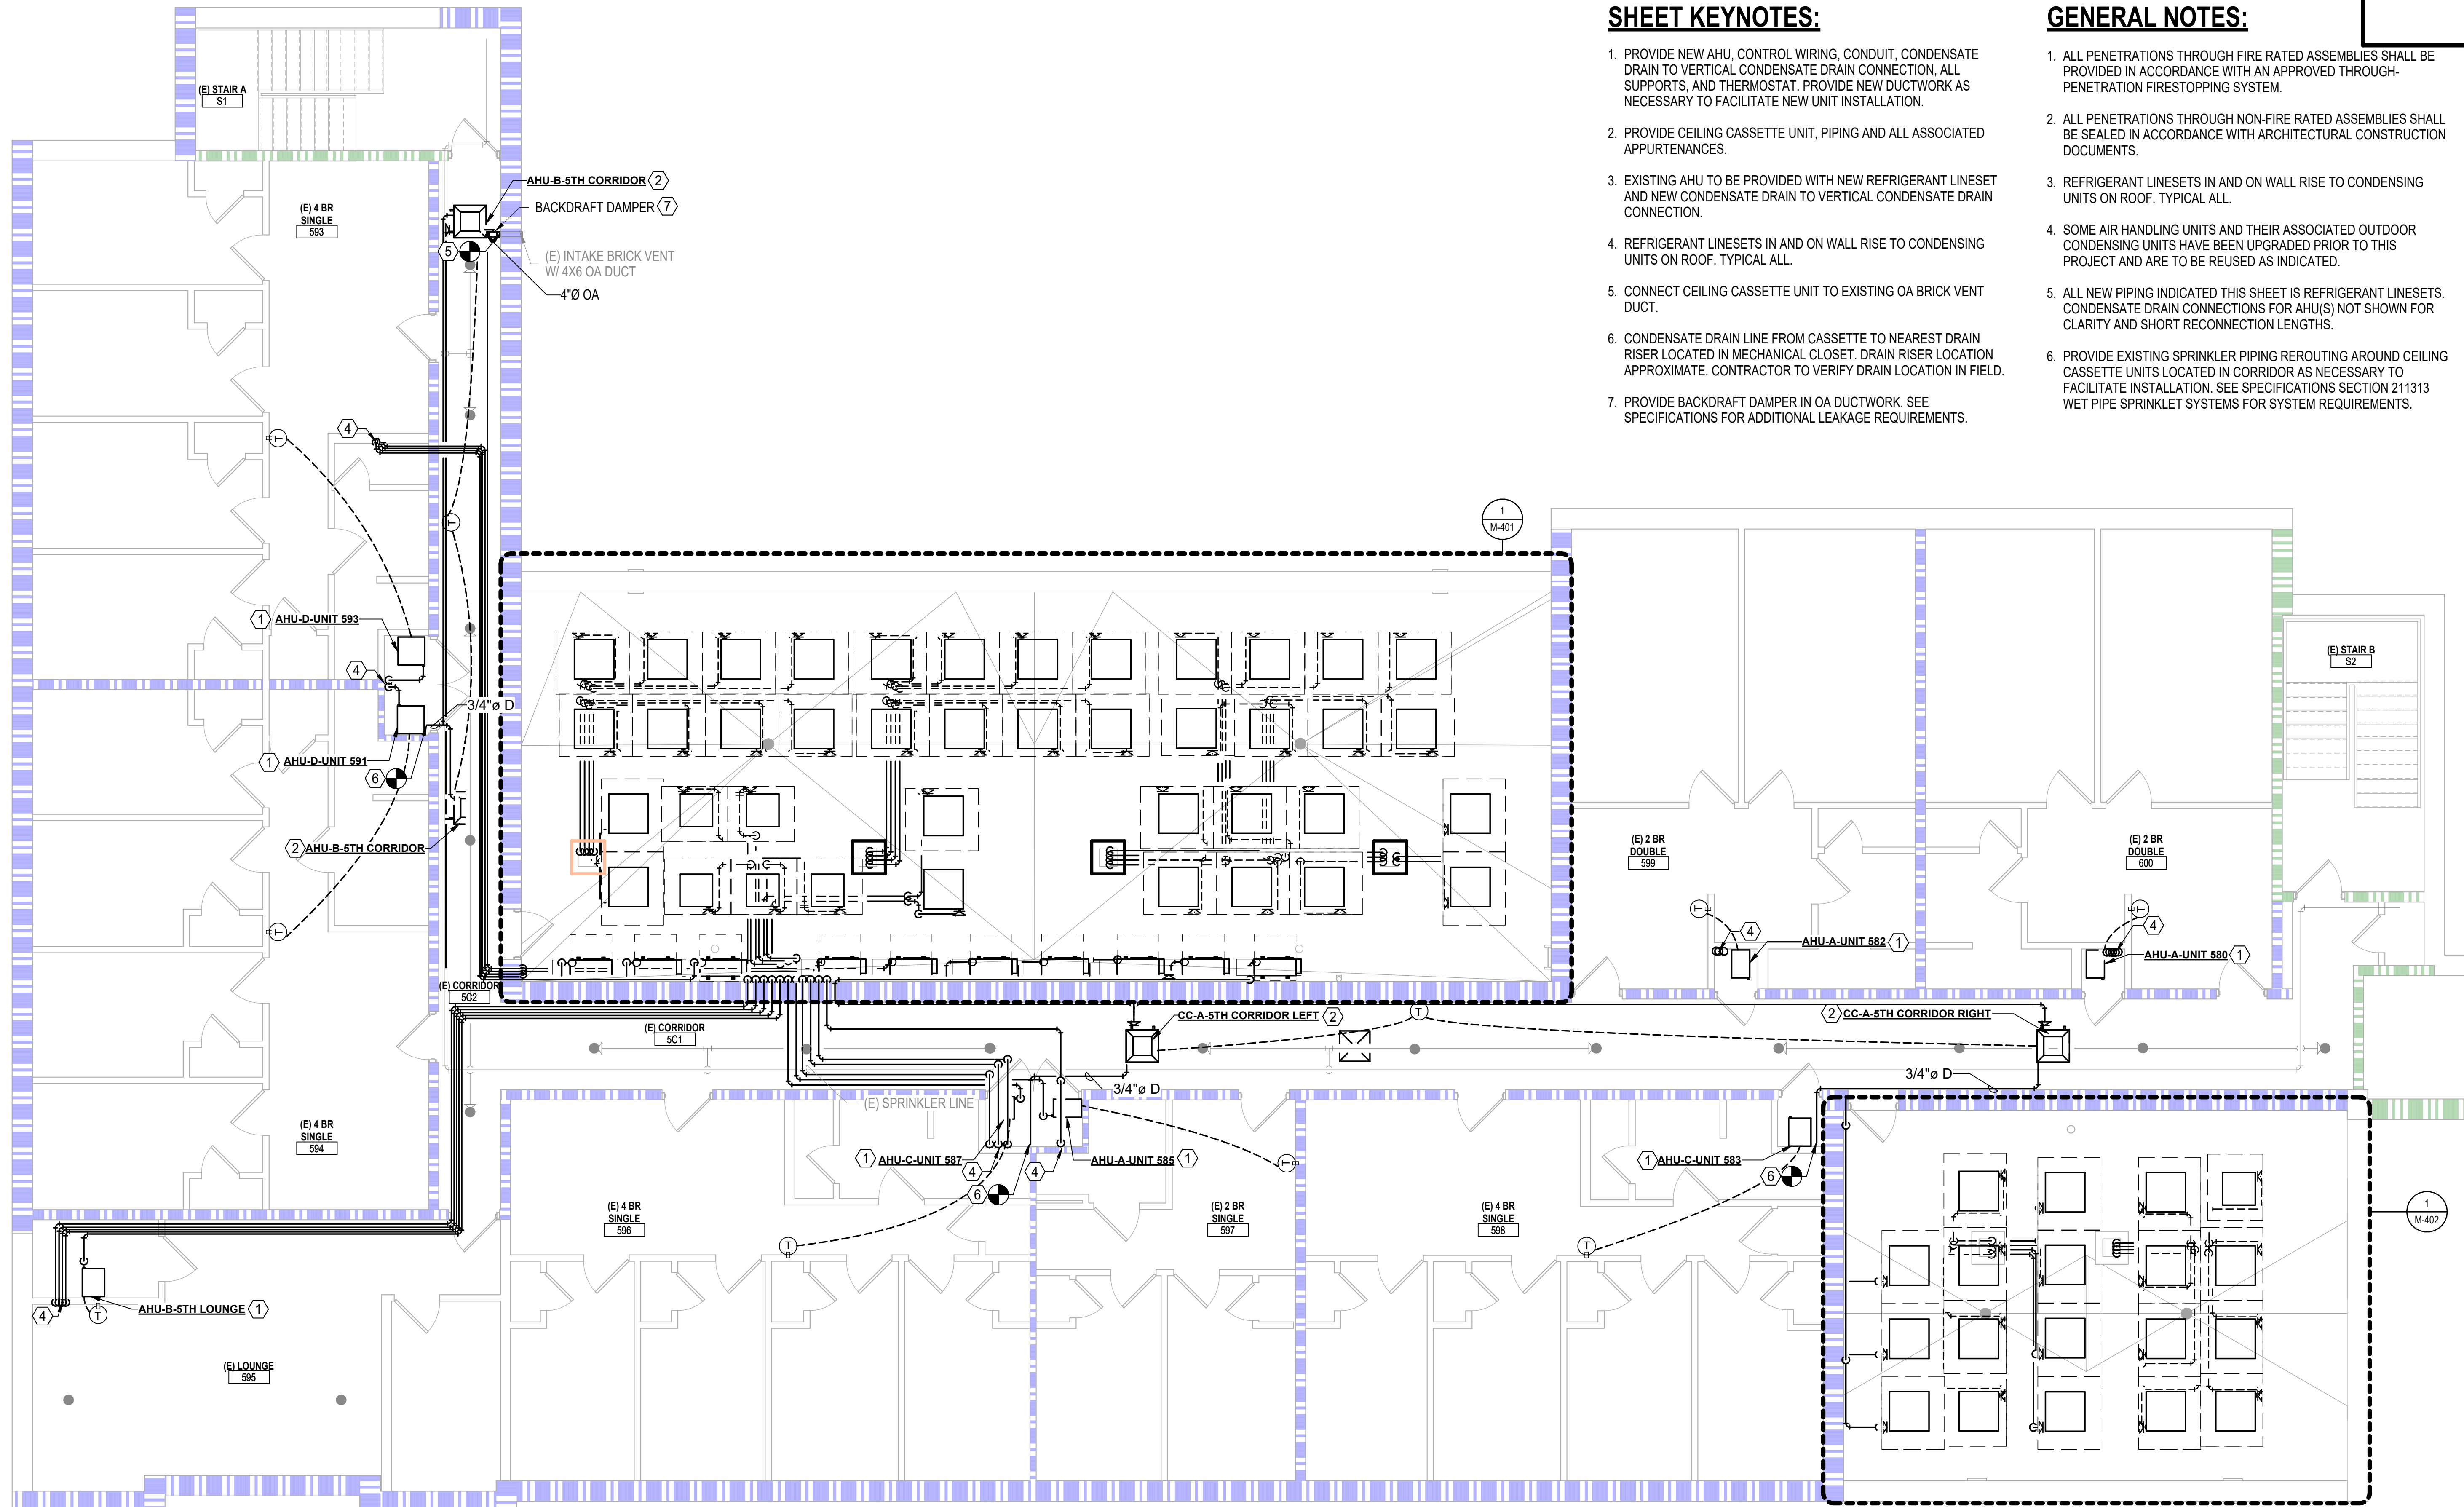 SHEET KEYNOTES:
1. PROVIDE NEW AHU, CONTROL WIRING, CONDUIT, CONDENSATE
DRAIN TO VERTICAL CONDENSATE DRAIN CONNECTION, ALL
SUPPORTS, AND THERMOSTAT. PROVIDE NEW DUCTWORK AS
NECESSARY TO FACILITATE NEW UNIT INSTALLATION.
2. PROVIDE CEILING CASSETTE UNIT, PIPING AND ALL ASSOCIATED
APPURTENANCES.
3. EXISTING AHU TO BE PROVIDED WITH NEW REFRIGERANT LINESET
AND NEW CONDENSATE DRAIN TO VERTICAL CONDENSATE DRAIN
CONNECTION.
4. REFRIGERANT LINESETS IN AND ON WALL RISE TO CONDENSING
UNITS ON ROOF. TYPICAL ALL.
5. CONNECT CEILING CASSETTE UNIT TO EXISTING OA BRICK VENT
DUCT.
6. CONDENSATE DRAIN LINE FROM CASSETTE TO NEAREST DRAIN
RISER LOCATED IN MECHANICAL CLOSET. DRAIN RISER LOCATION
APPROXIMATE. CONTRACTOR TO VERIFY DRAIN LOCATION IN FIELD.
7. PROVIDE BACKDRAFT DAMPER IN OA DUCTWORK. SEE
SPECIFICATIONS FOR ADDITIONAL LEAKAGE REQUIREMENTS.
GENERAL NOTES:
1. ALL PENETRATIONS THROUGH FIRE RATED ASSEMBLIES SHALL BE
PROVIDED IN ACCORDANCE WITH AN APPROVED THROUGH-
PENETRATION FIRESTOPPING SYSTEM.
2. ALL PENETRATIONS THROUGH NON-FIRE RATED ASSEMBLIES SHALL
BE SEALED IN ACCORDANCE WITH ARCHITECTURAL CONSTRUCTION
DOCUMENTS.
3. REFRIGERANT LINESETS IN AND ON WALL RISE TO CONDENSING
UNITS ON ROOF. TYPICAL ALL.
4. SOME AIR HANDLING UNITS AND THEIR ASSOCIATED OUTDOOR
CONDENSING UNITS HAVE BEEN UPGRADED PRIOR TO THIS
PROJECT AND ARE TO BE REUSED AS INDICATED.
5. ALL NEW PIPING INDICATED THIS SHEET IS REFRIGERANT LINESETS.
CONDENSATE DRAIN CONNECTIONS FOR AHU(S) NOT SHOWN FOR
CLARITY AND SHORT RECONNECTION LENGTHS.
6. PROVIDE EXISTING SPRINKLER PIPING REROUTING AROUND CEILING
CASSETTE UNITS LOCATED IN CORRIDOR AS NECESSARY TO
FACILITATE INSTALLATION. SEE SPECIFICATIONS SECTION 211313
WET PIPE SPRINKLET SYSTEMS FOR SYSTEM REQUIREMENTS.
(E) STAIR A
S1
AHU-B-5TH CORRIDOR 2
BACKDRAFT DAMPER 7
(E) 4 BR
SINGLE
593
5
(E) INTAKE BRICK VENT
W/ 4X6 OA DUCT
4"Ø OA
4
T
T
1
M-401
1 AHU-D-UNIT 593
4
3/4"ø D
1 AHU-D-UNIT 591
6
2 AHU-B-5TH CORRIDOR
T
(E) STAIR B
S2
(E) 2 BR
DOUBLE
599
(E) 2 BR
DOUBLE
600
T
4
AHU-A-UNIT 582 1
T
4
AHU-A-UNIT 580 1
(E) CORRIDOR
5C2
(E) CORRIDOR
5C1
CC-A-5TH CORRIDOR LEFT 2
T
2 CC-A-5TH CORRIDOR RIGHT
3/4"ø D
3/4"ø D
(E) SPRINKLER LINE
(E) 4 BR
SINGLE
594
1 AHU-C-UNIT 587
4
4
AHU-A-UNIT 585 1
T
6
1 AHU-C-UNIT 583
6
(E) 4 BR
SINGLE
596
(E) 2 BR
SINGLE
597
(E) 4 BR
SINGLE
598
T
T
1
M-402
4
T
AHU-B-5TH LOUNGE 1
(E) LOUNGE
595